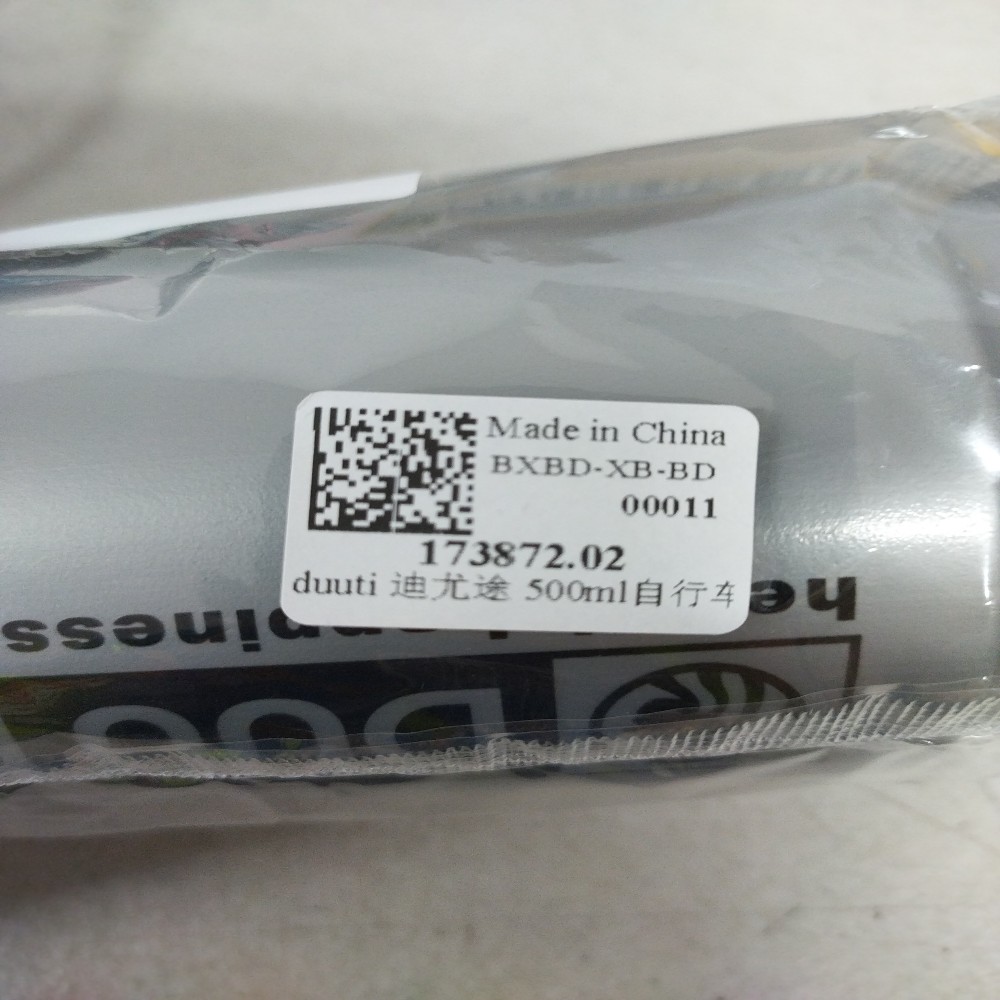 Made in China
BXBD-XB-BD
00011
173872.02
duuti 迪尤途 500ml自行车